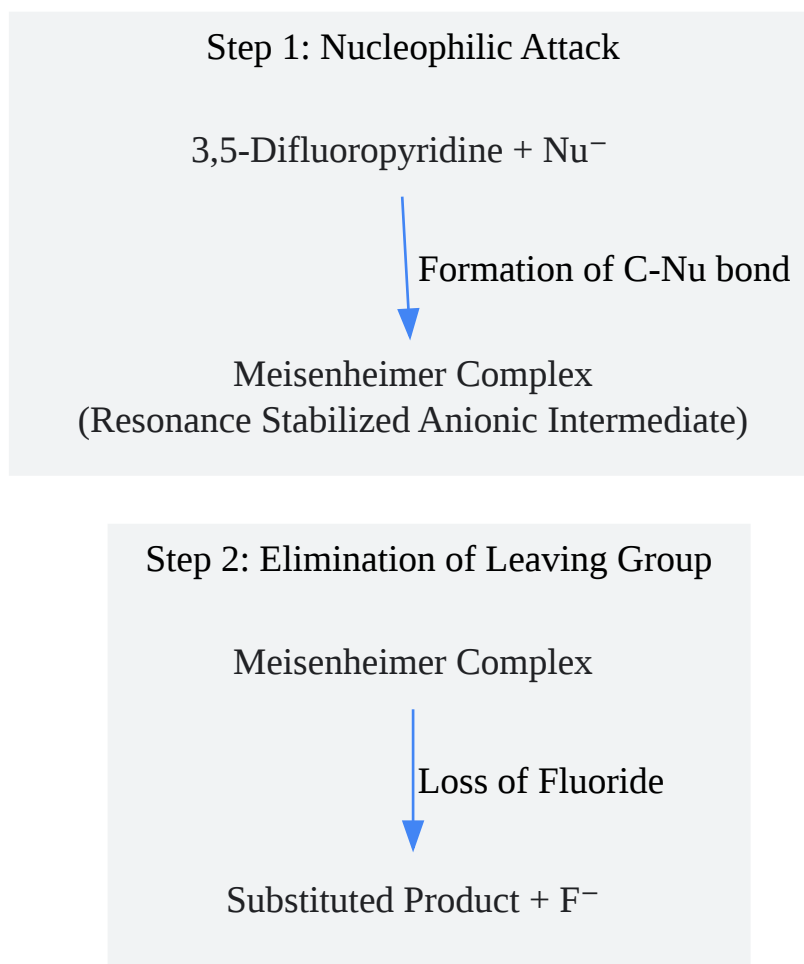 Step 1: Nucleophilic Attack
3,5-Difluoropyridine + Nu⁻
Formation of C-Nu bond
Meisenheimer Complex
(Resonance Stabilized Anionic Intermediate)
Step 2: Elimination of Leaving Group
Meisenheimer Complex
Loss of Fluoride
Substituted Product + F⁻